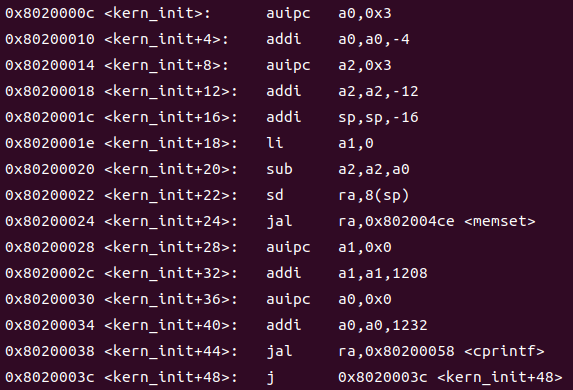 0x8020000c <kern_init>: auipc a0,0x3
0x80200010 <kern_init+4>: addi a0,a0,-4
0x80200014 <kern_init+8>: auipc a2,0x3
0x80200018 <kern_init+12>: addi a2,a2,-12
0x8020001c <kern_init+16>: addi sp,sp,-16
0x8020001e <kern_init+18>: li a1,0
0x80200020 <kern_init+20>: sub a2,a2,a0
0x80200022 <kern_init+22>: sd ra,8(sp)
0x80200024 <kern_init+24>: jal ra,0x802004ce <memset>
0x80200028 <kern_init+28>: auipc a1,0x0
0x8020002c <kern_init+32>: addi a1,a1,1208
0x80200030 <kern_init+36>: auipc a0,0x0
0x80200034 <kern_init+40>: addi a0,a0,1232
0x80200038 <kern_init+44>: jal ra,0x80200058 <cprintf>
0x8020003c <kern_init+48>: j 0x8020003c <kern_init+48>